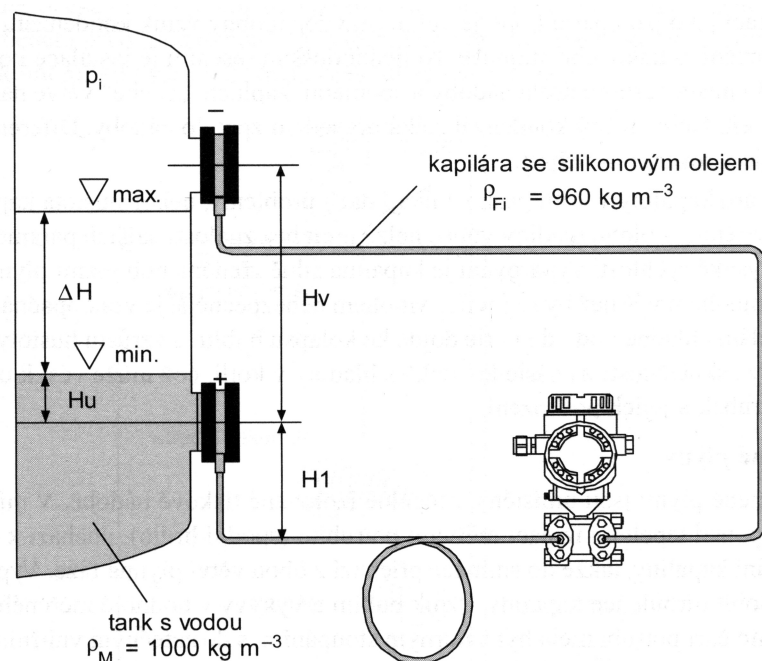 pi
−
max.
kapilára se silikonovým olejem
ρFi = 960 kg m−3
ΔH
Hv
min.
+
Hu
H1
tank s vodou
ρM = 1000 kg m−3